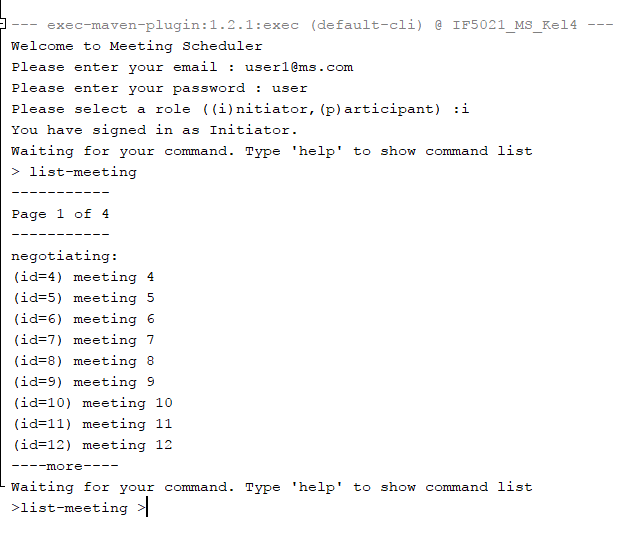 --- exec-maven-plugin:1.2.1:exec (default-cli) @ IF5021_MS_Kel4 ---
Welcome to Meeting Scheduler
Please enter your email : user1@ms.com
Please enter your password : user
Please select a role ((i)nitiator,(p)articipant) :i
You have signed in as Initiator.
Waiting for your command. Type 'help' to show command list
> list-meeting
-----------
Page 1 of 4
-----------
negotiating:
(id=4) meeting 4
(id=5) meeting 5
(id=6) meeting 6
(id=7) meeting 7
(id=8) meeting 8
(id=9) meeting 9
(id=10) meeting 10
(id=11) meeting 11
(id=12) meeting 12
----more----
Waiting for your command. Type 'help' to show command list
>list-meeting >